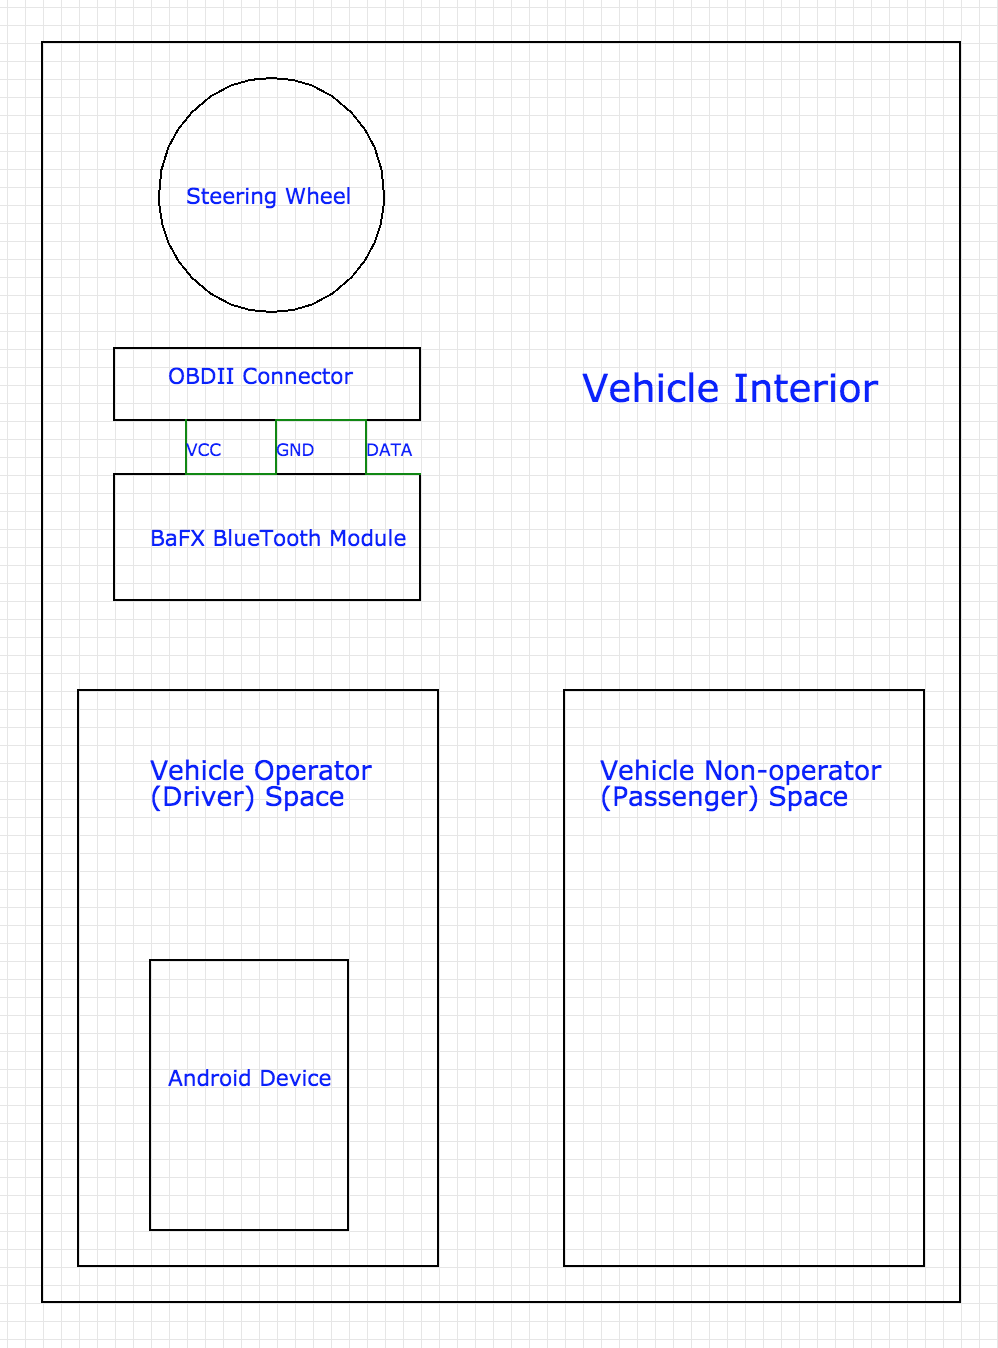 Steering Wheel
OBDII Connector
Vehicle Interior
VCC
GND
DATA
BaFX BlueTooth Module
Vehicle Operator
(Driver) Space
Vehicle Non-operator
(Passenger) Space
Android Device